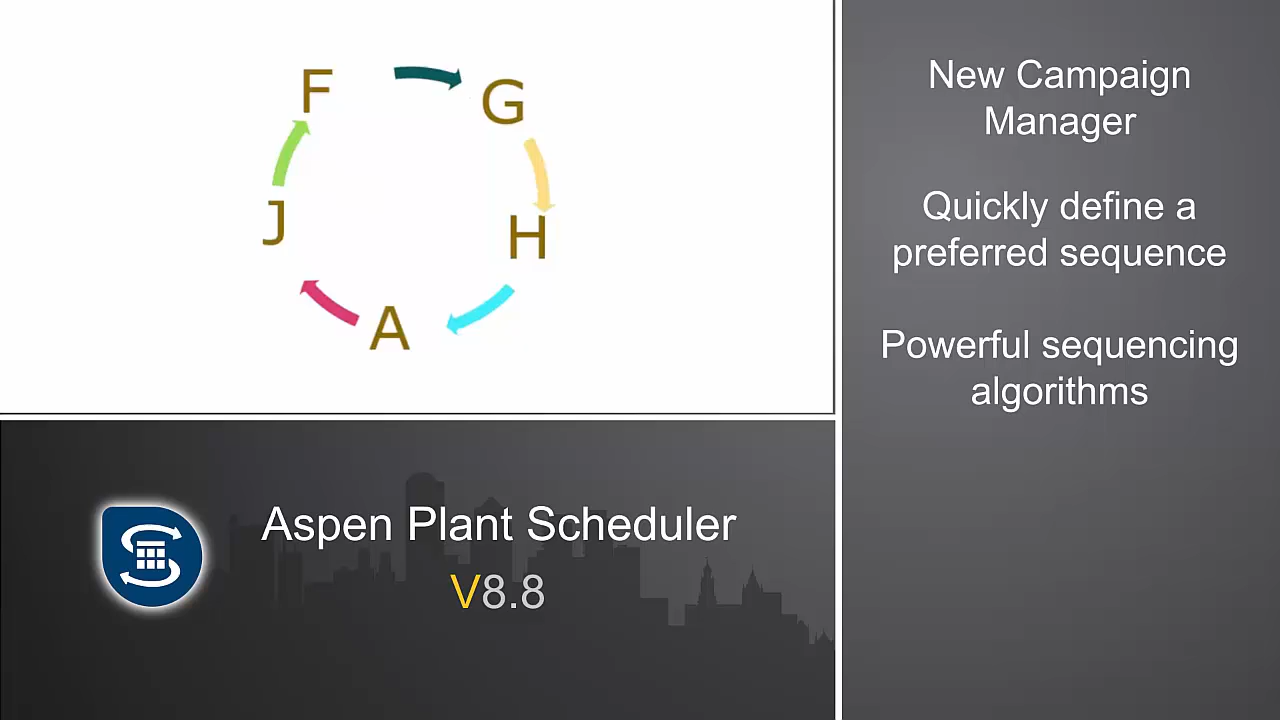 F
G
H
A
J
Aspen Plant Scheduler
V8.8
New Campaign
Manager
Quickly define a
preferred sequence
Powerful sequencing
algorithms